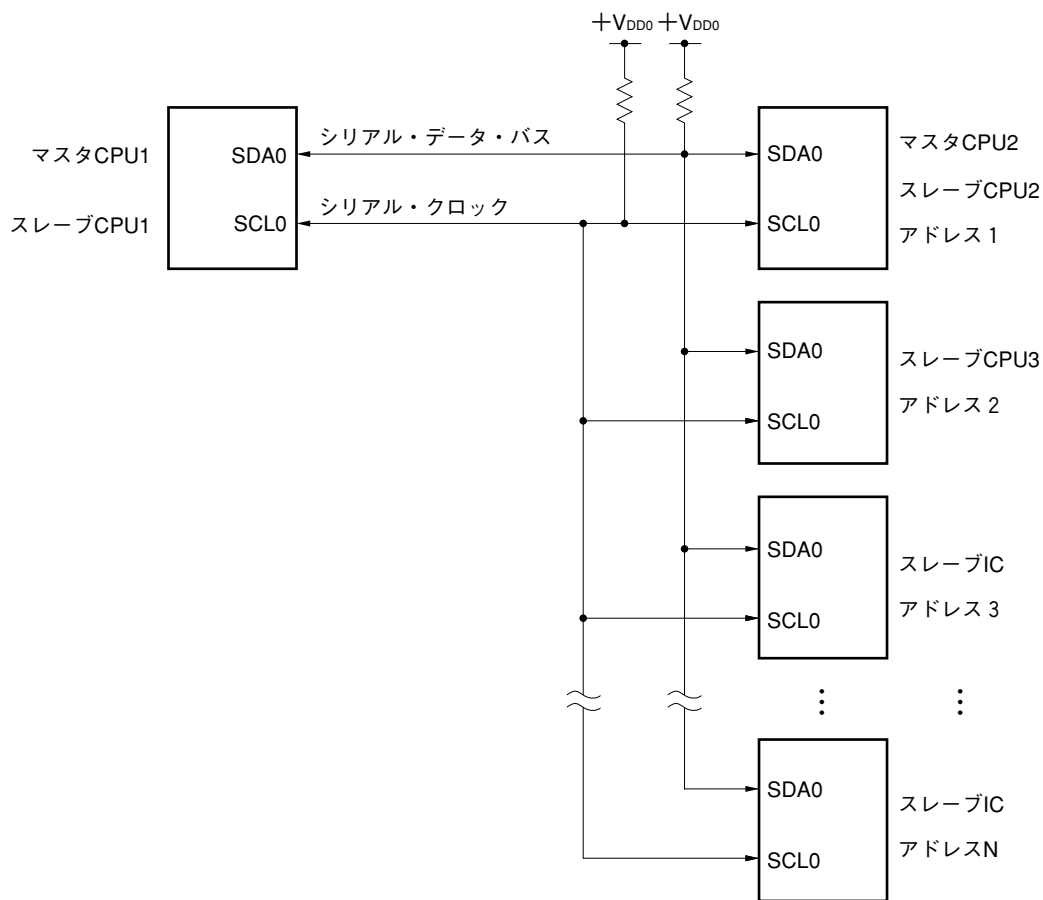 +VDD0 +VDD0
シリアル・データ・バス
マスタCPU1
SDA0
SDA0
マスタCPU2
シリアル・クロック
スレーブCPU2
スレーブCPU1
SCL0
SCL0
アドレス1
SDA0
スレーブCPU3
アドレス2
SCL0
SDA0
スレーブIC
アドレス3
SCL0
SDA0
スレーブIC
アドレスN
SCL0